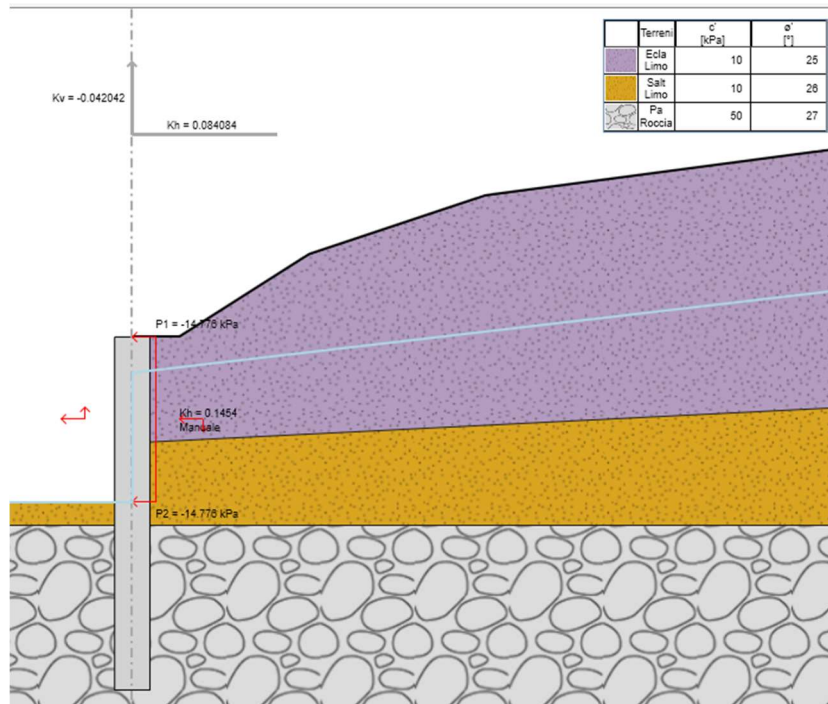 Terreni c' ø'
[kPa] [°]
Ecla
Limo 10 25
Salt
Limo 10 26
Pa
Roccia 50 27
Kv = -0.042042
Kh = 0.084084
P1 = -14.776 kPa
Kh = 0.1454
Manuale
P2 = -14.776 kPa